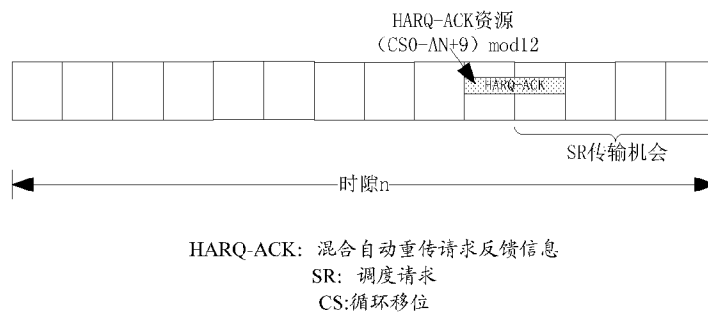 HARQ-ACK资源
（CS0-AN+9）mod12
HARQ-ACK
SR传输机会
时隙n
HARQ-ACK: 混合自动重传请求反馈信息
SR: 调度请求
CS:循环移位